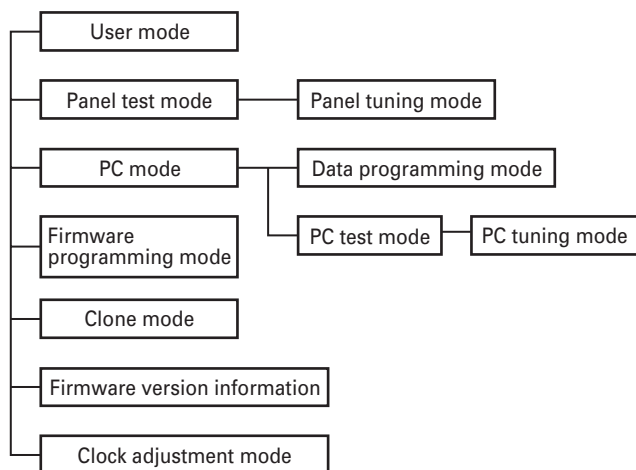 User mode
Panel test mode
Panel tuning mode
PC mode
Data programming mode
PC test mode
PC tuning mode
Firmware
programming mode
Clone mode
Firmware version information
Clock adjustment mode